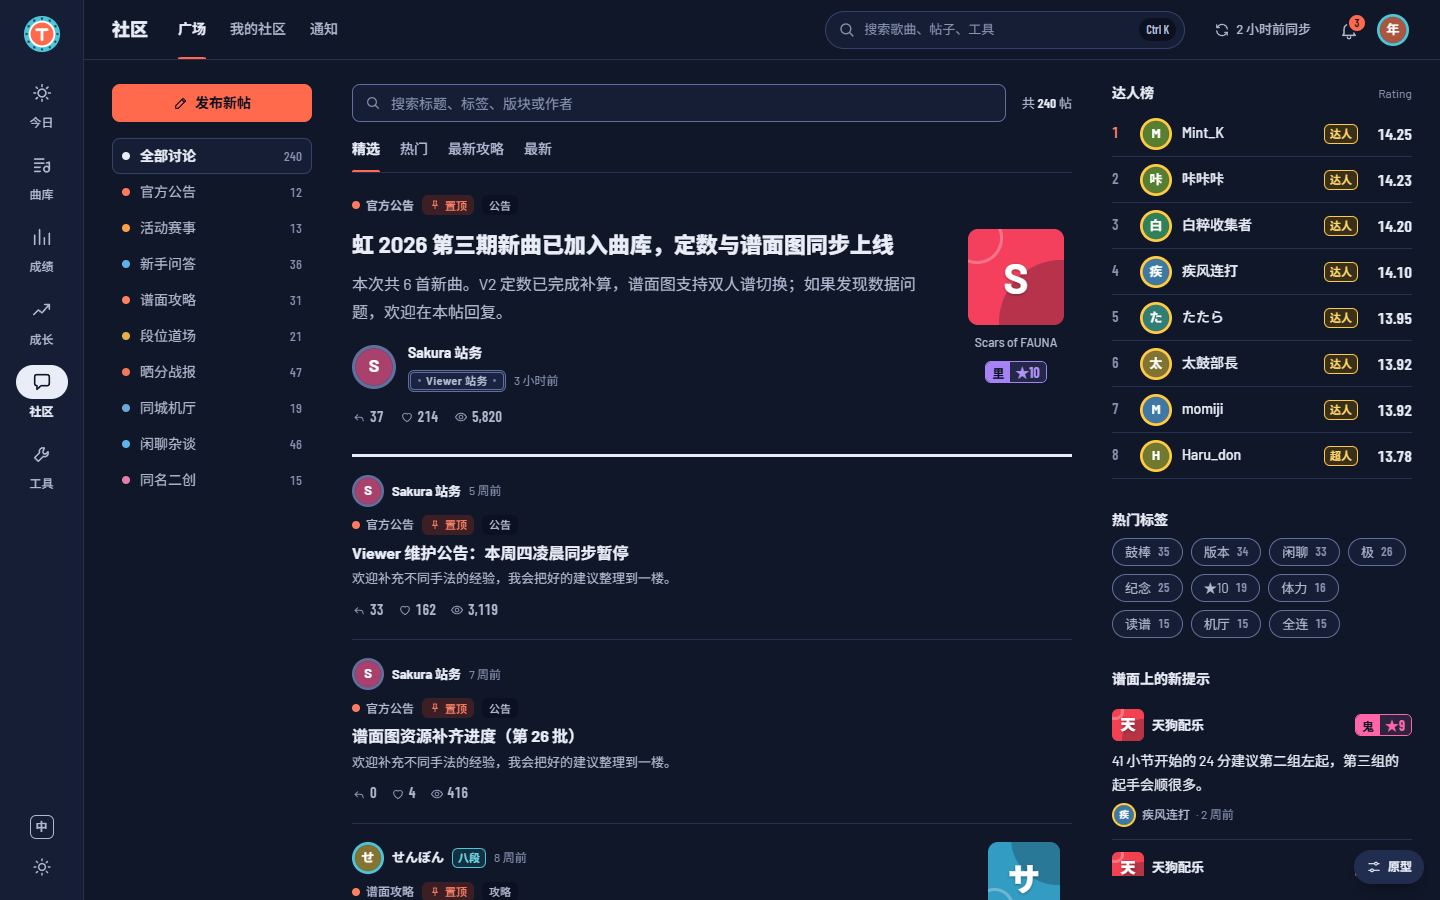 社区
广场
我的社区
通知
搜索歌曲、帖子、工具
Ctrl K
2 小时前同步
3
年
今日
曲库
成绩
成长
社区
工具
中
发布新帖
全部讨论 240
官方公告 12
活动赛事 13
新手问答 36
谱面攻略 31
段位道场 21
晒分战报 47
同城机厅 19
闲聊杂谈 46
同名二创 15
搜索标题、标签、版块或作者
共 240 帖
精选
热门
最新攻略
最新
官方公告 置顶 公告
虹 2026 第三期新曲已加入曲库，定数与谱面图同步上线
本次共 6 首新曲。V2 定数已完成补算，谱面图支持双人谱切换；如果发现数据问
题，欢迎在本帖回复。
S
Scars of FAUNA
里 ★10
S
Sakura 站务
· Viewer 站务 · 3 小时前
37 214 5,820
S Sakura 站务 5 周前
官方公告 置顶 公告
Viewer 维护公告：本周四凌晨同步暂停
欢迎补充不同手法的经验，我会把好的建议整理到一楼。
33 162 3,119
S Sakura 站务 7 周前
官方公告 置顶 公告
谱面图资源补齐进度（第 26 批）
欢迎补充不同手法的经验，我会把好的建议整理到一楼。
0 4 416
せ せんぽん 八段 8 周前
谱面攻略 置顶 攻略
サ
达人榜 Rating
1 M Mint_K 达人 14.25
2 咔 咔咔咔 达人 14.23
3 白 白粹收集者 达人 14.20
4 疾 疾风连打 达人 14.10
5 た たたら 达人 13.95
6 太 太鼓部長 达人 13.92
7 M momiji 达人 13.92
8 H Haru_don 超人 13.78
热门标签
鼓棒 35 版本 34 闲聊 33 极 26
纪念 25 ★10 19 体力 16
读谱 15 机厅 15 全连 15
谱面上的新提示
天 天狗配乐 鬼 ★9
41 小节开始的 24 分建议第二组左起，第三组的
起手会顺很多。
疾 疾风连打 · 2 周前
天 天狗配乐
原型